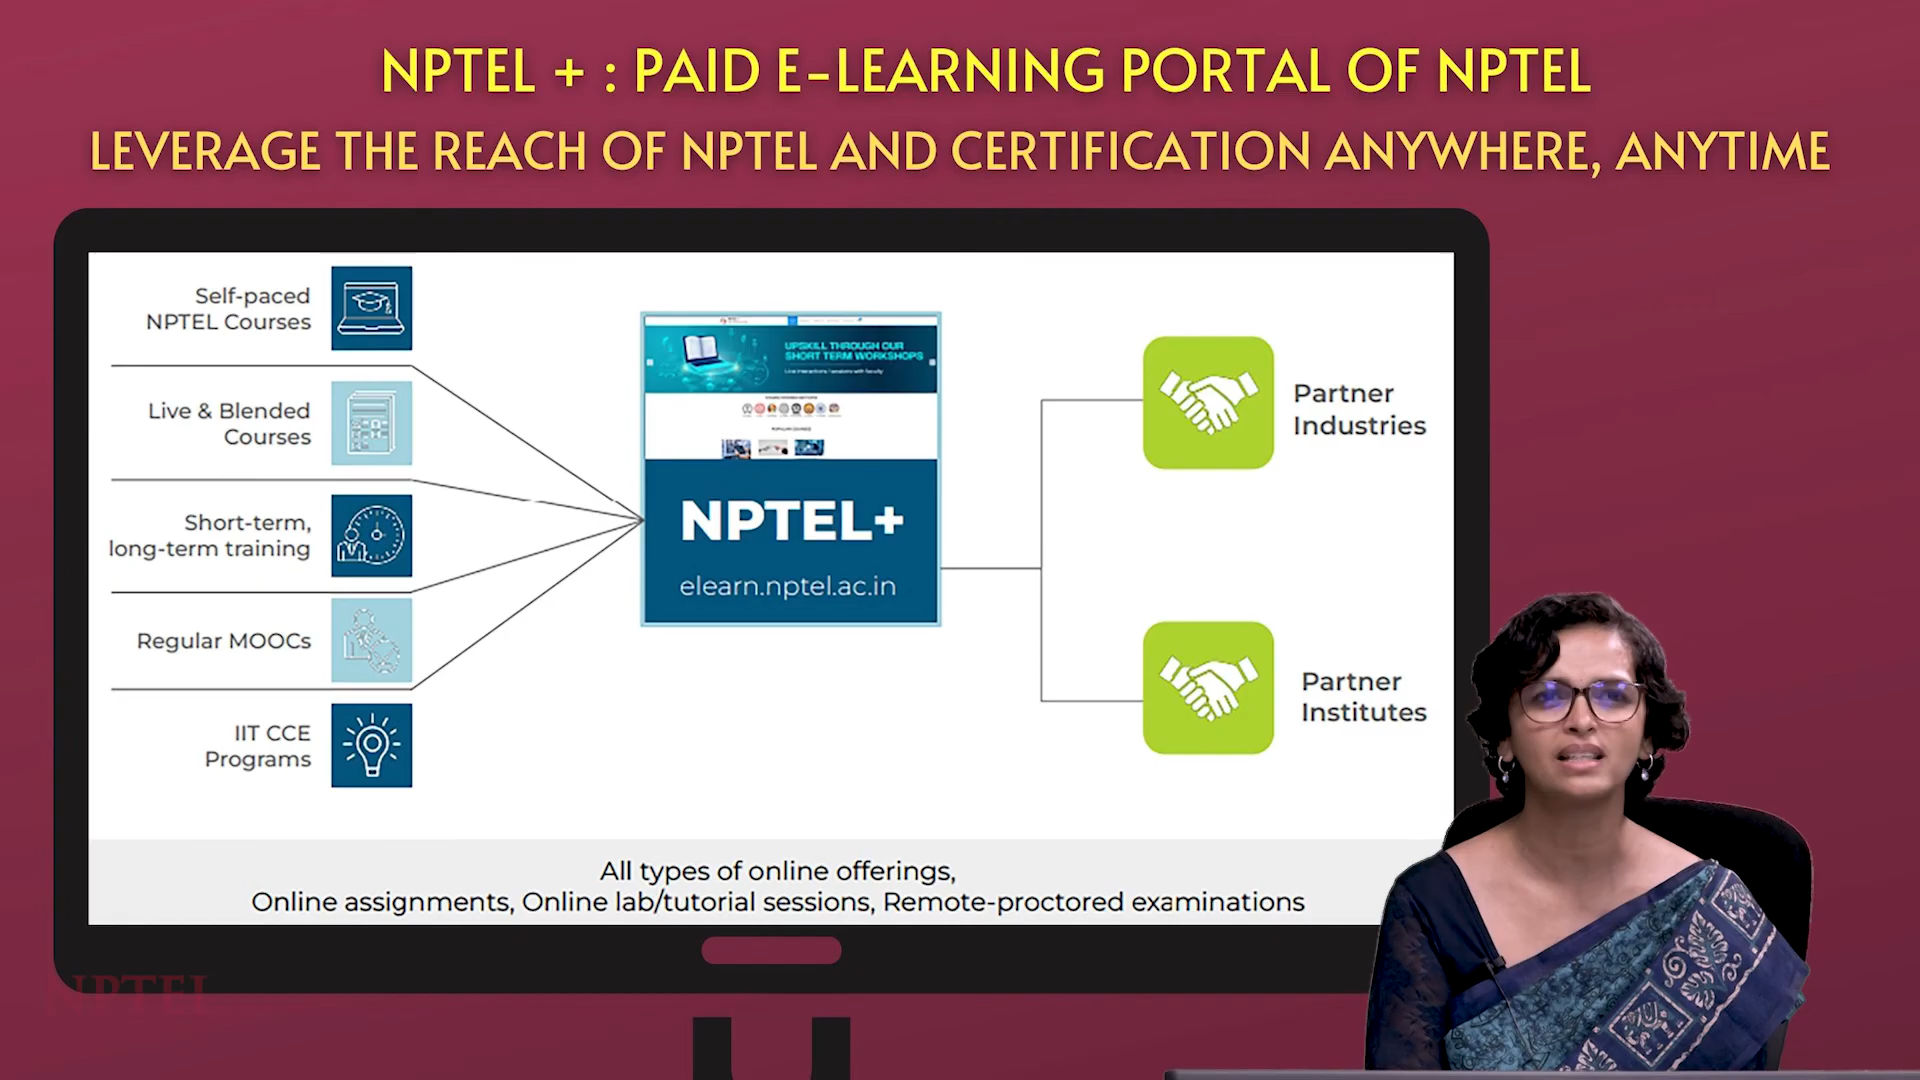 NPTEL + : PAID E-LEARNING PORTAL OF NPTEL
LEVERAGE THE REACH OF NPTEL AND CERTIFICATION ANYWHERE, ANYTIME
Self-paced
NPTEL Courses
Live & Blended
Courses
Short-term,
long-term training
Regular MOOCs
IIT CCE
Programs
UPSKILL THROUGH OUR
SHORT TERM WORKSHOPS
NPTEL+
elearn.nptel.ac.in
Partner
Industries
Partner
Institutes
All types of online offerings,
Online assignments, Online lab/tutorial sessions, Remote-proctored examinations
NPTEL